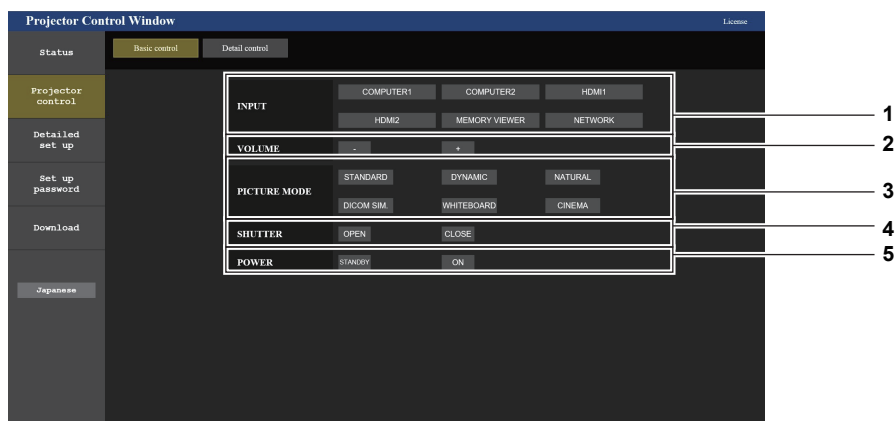 Projector Control Window
License
Status
Basic control
Detail control
Projector
control
Detailed
set up
Set up
password
Download
Japanese
INPUT
COMPUTER1
COMPUTER2
HDMI1
HDMI2
MEMORY VIEWER
NETWORK
VOLUME
-
+
PICTURE MODE
STANDARD
DYNAMIC
NATURAL
DICOM SIM.
WHITEBOARD
CINEMA
SHUTTER
OPEN
CLOSE
POWER
STANDBY
ON
1
2
3
4
5